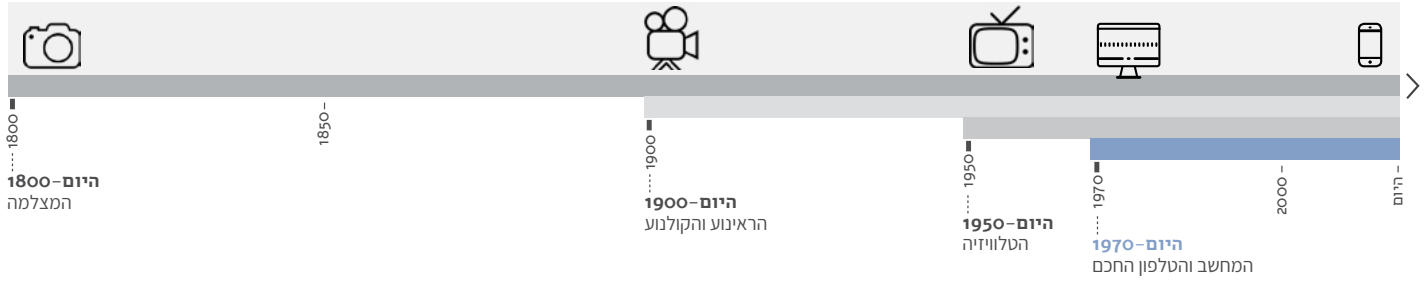 1800
1850
1900
1950
1970
2000
היום
1800-היום
המצלמה
1900-היום
הראינוע והקולנוע
1950-היום
הטלוויזיה
1970-היום
המחשב והטלפון החכם